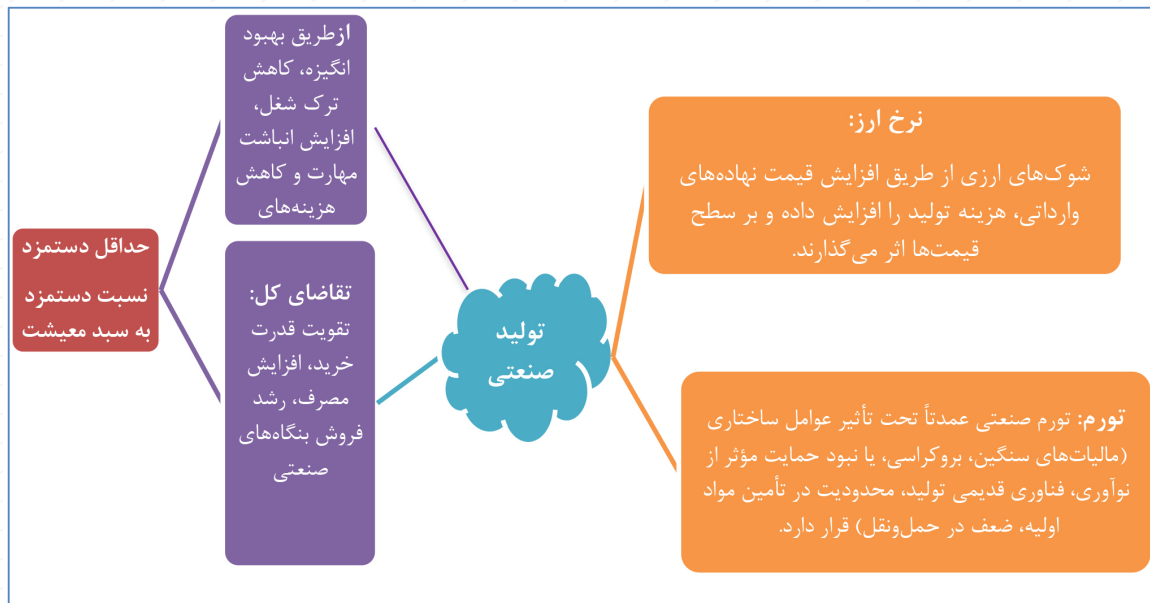 نرخ ارز:
شوک‌های ارزی از طریق افزایش قیمت نهاده‌های
وارداتی، هزینه تولید را افزایش داده و بر سطح
قیمت‌ها اثر می‌گذارند.
تورم: تورم صنعتی عمدتاً تحت تأثیر عوامل ساختاری
(مالیات‌های سنگین، بروکراسی، یا نبود حمایت مؤثر از
نوآوری، فناوری قدیمی تولید، محدودیت در تأمین مواد
اولیه، ضعف در حمل‌ونقل) قرار دارد.
تولید
صنعتی
ازطریق بهبود
انگیزه، کاهش
ترک شغل،
افزایش انباشت
مهارت و کاهش
هزینه‌های
تقاضای کل:
تقویت قدرت
خرید، افزایش
مصرف، رشد
فروش بنگاه‌های
صنعتی
حداقل دستمزد
نسبت دستمزد
به سبد معیشت